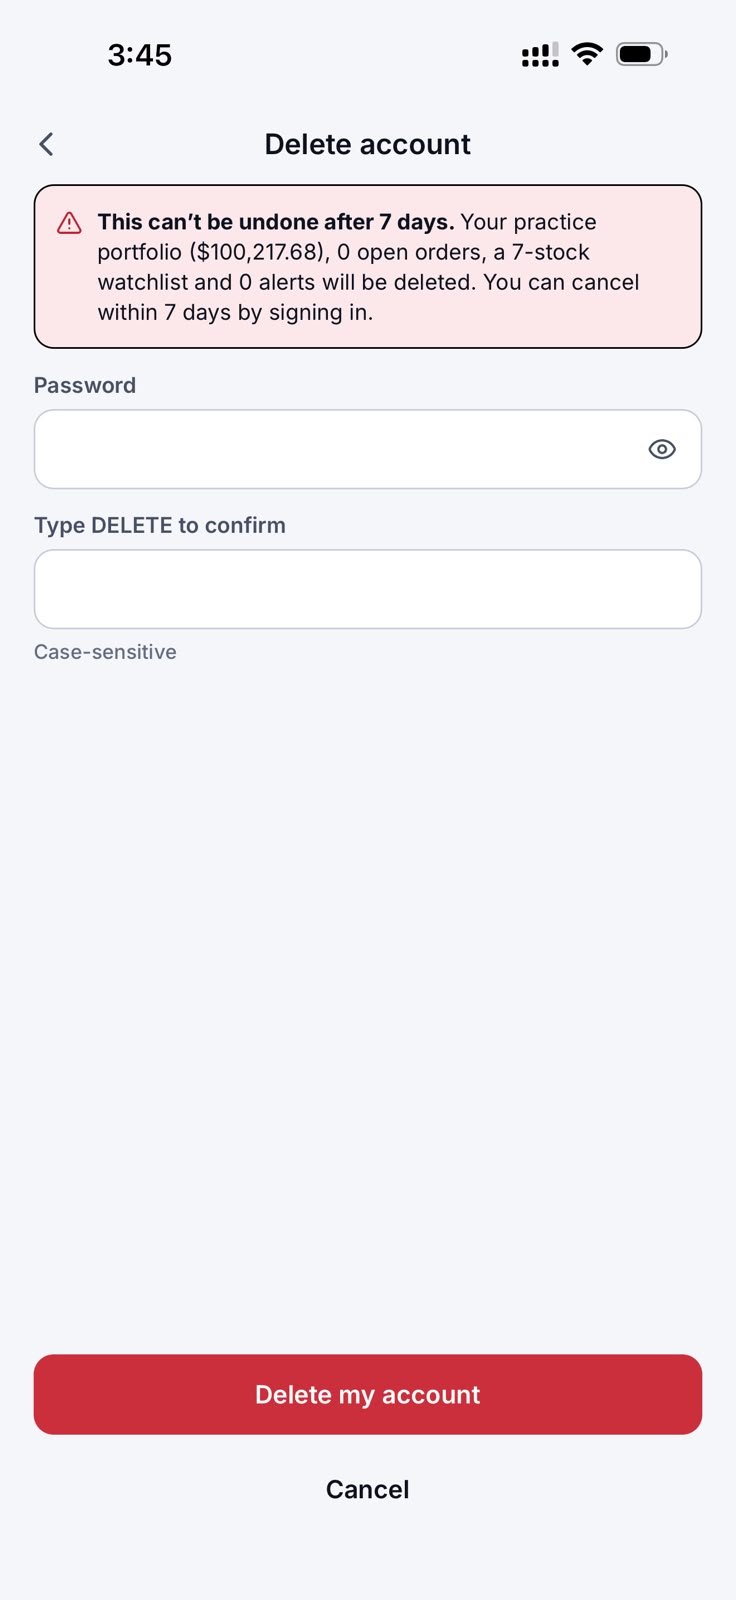 3:45
Delete account
This can’t be undone after 7 days. Your practice
portfolio ($100,217.68), 0 open orders, a 7-stock
watchlist and 0 alerts will be deleted. You can cancel
within 7 days by signing in.
Password
Type DELETE to confirm
Case-sensitive
Delete my account
Cancel